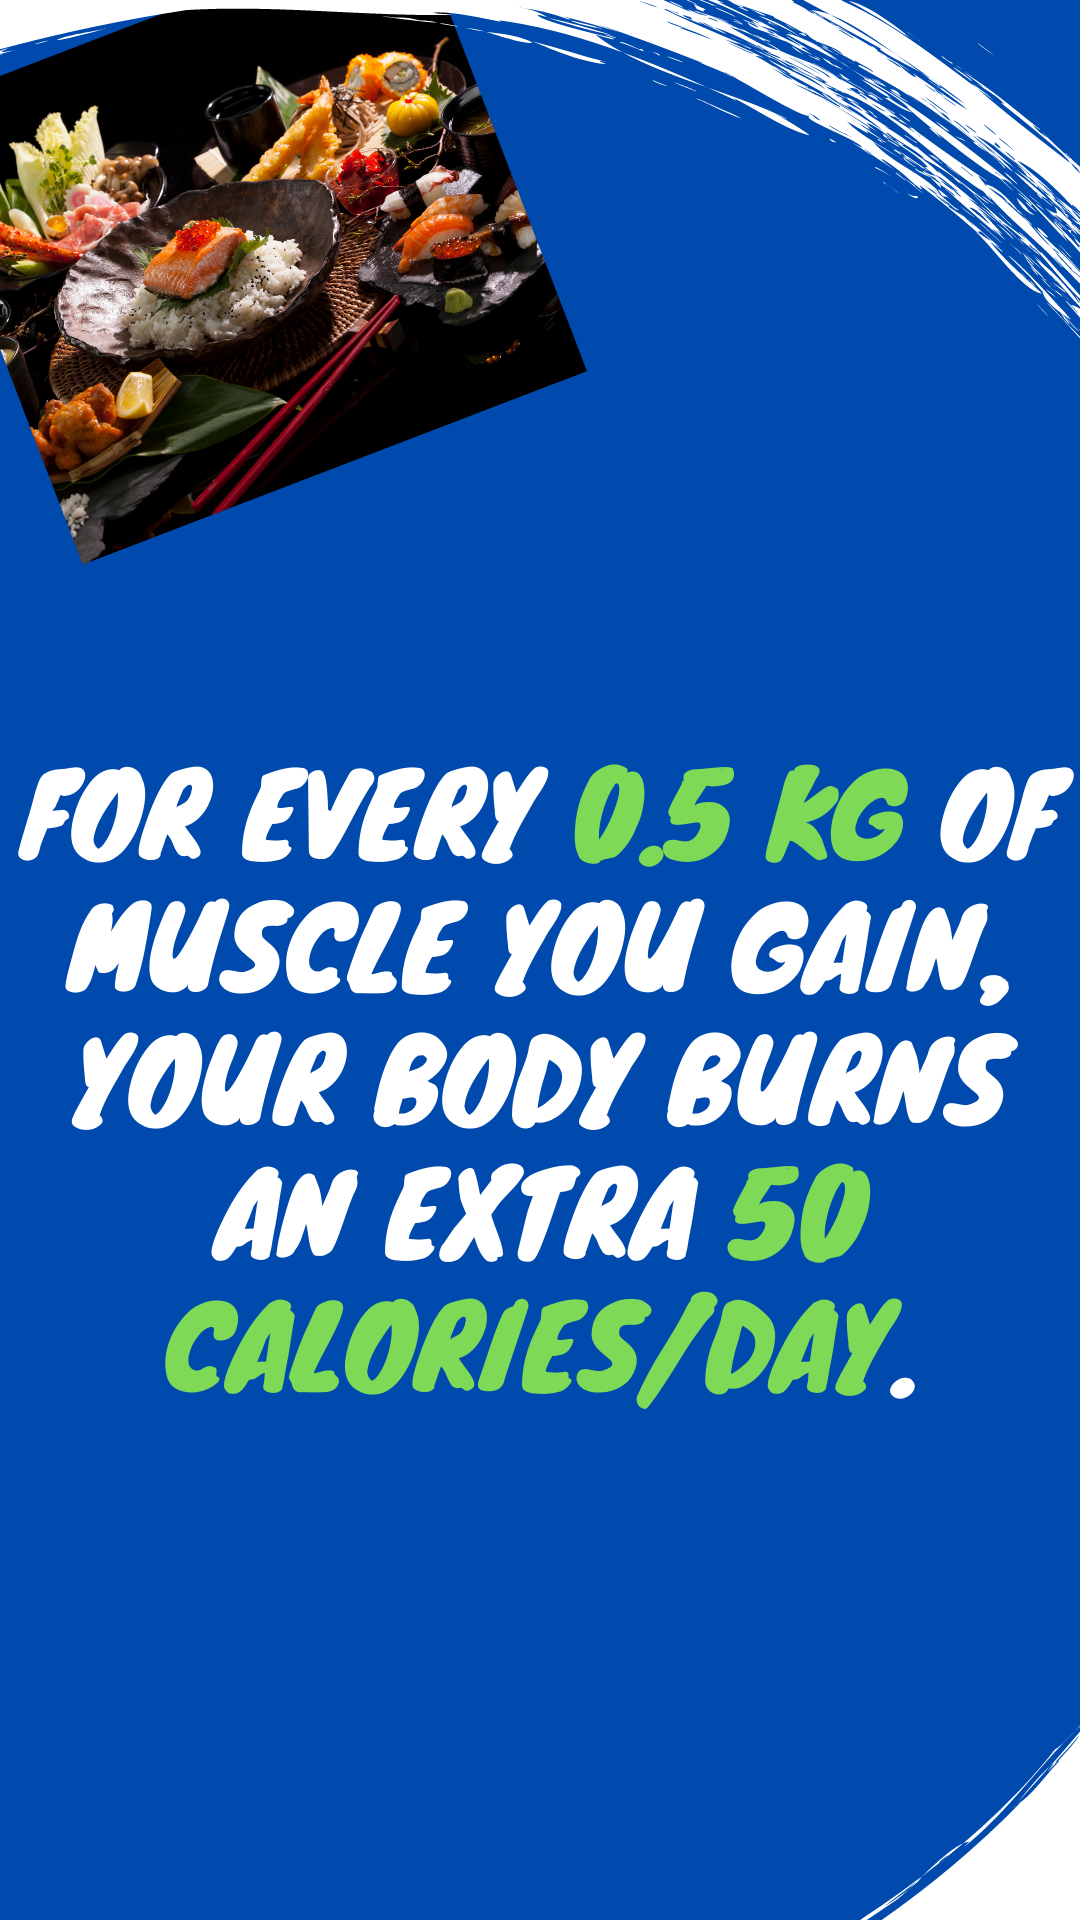 FOR EVERY 0.5 KG OF
MUSCLE YOU GAIN,
YOUR BODY BURNS
AN EXTRA 50
CALORIES/DAY.